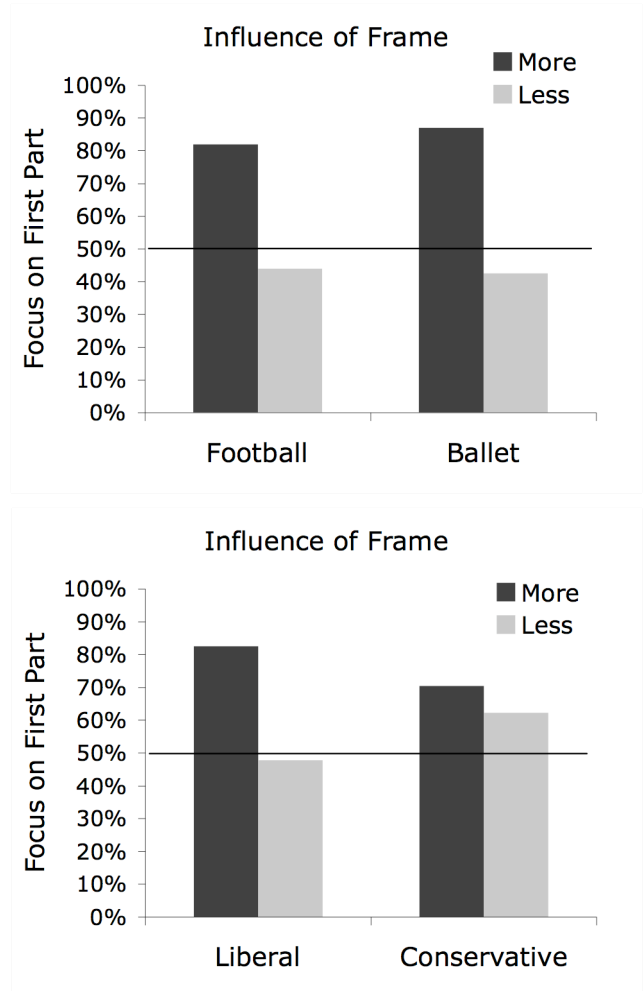 Influence of Frame
More
Less
Focus on First Part
100%
90%
80%
70%
60%
50%
40%
30%
20%
10%
0%
Football Ballet
Influence of Frame
More
Less
Focus on First Part
100%
90%
80%
70%
60%
50%
40%
30%
20%
10%
0%
Liberal Conservative